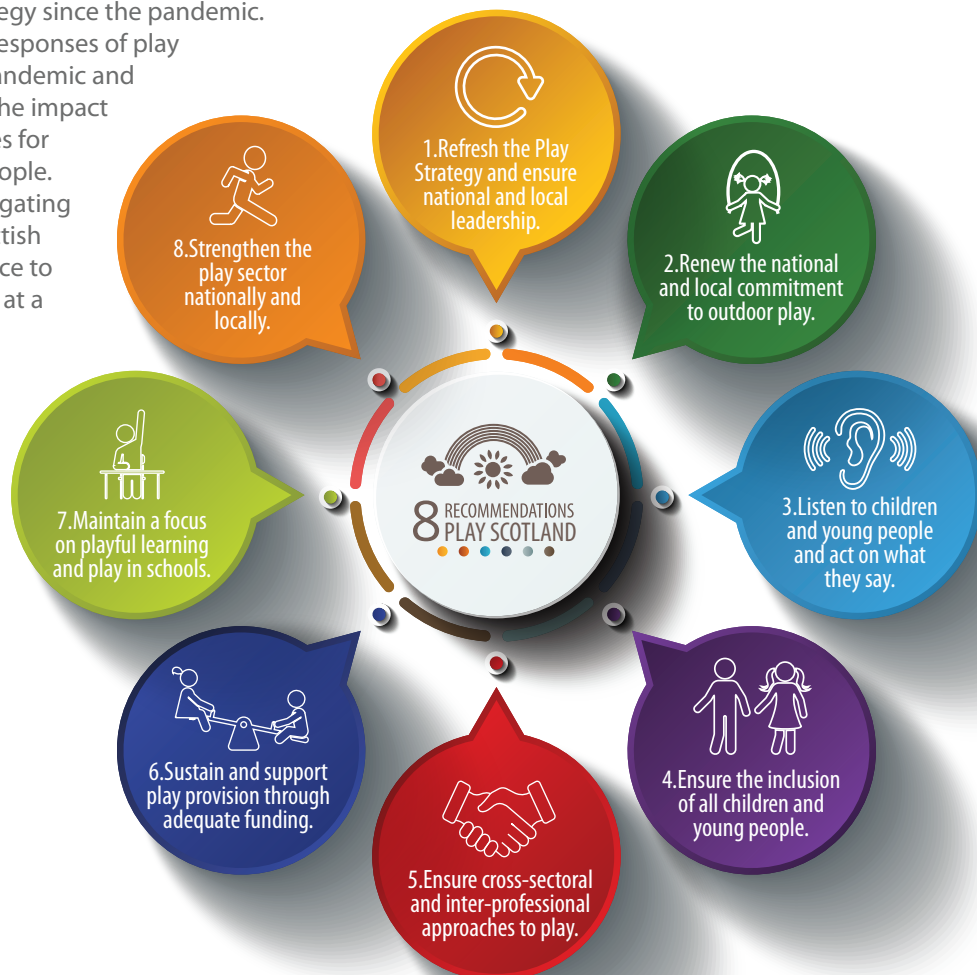 egy since the pandemic.
esponses of play
andemic and
he impact
es for
ople.
gating
ttish
ce to
at a
1.Refresh the Play
Strategy and ensure
national and local
leadership.
2.Renew the national
and local commitment
to outdoor play.
3.Listen to children
and young people
and act on what
they say.
4.Ensure the inclusion
of all children and
young people.
5.Ensure cross-sectoral
and inter-professional
approaches to play.
6.Sustain and support
play provision through
adequate funding.
7.Maintain a focus
on playful learning
and play in schools.
8.Strengthen the
play sector
nationally and
locally.
8 RECOMMENDATIONS
PLAY SCOTLAND